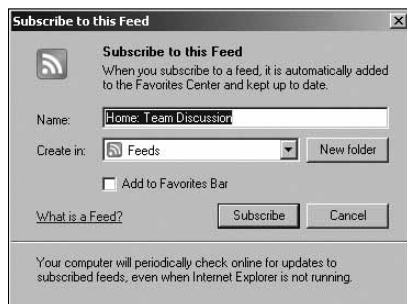 Subscribe to this Feed
Subscribe to this Feed
When you subscribe to a feed, it is automatically added
to the Favorites Center and kept up to date.
Name: Home: Team Discussion
Create in: Feeds New folder
Add to Favorites Bar
What is a Feed? Subscribe Cancel
Your computer will periodically check online for updates to
subscribed feeds, even when Internet Explorer is not running.